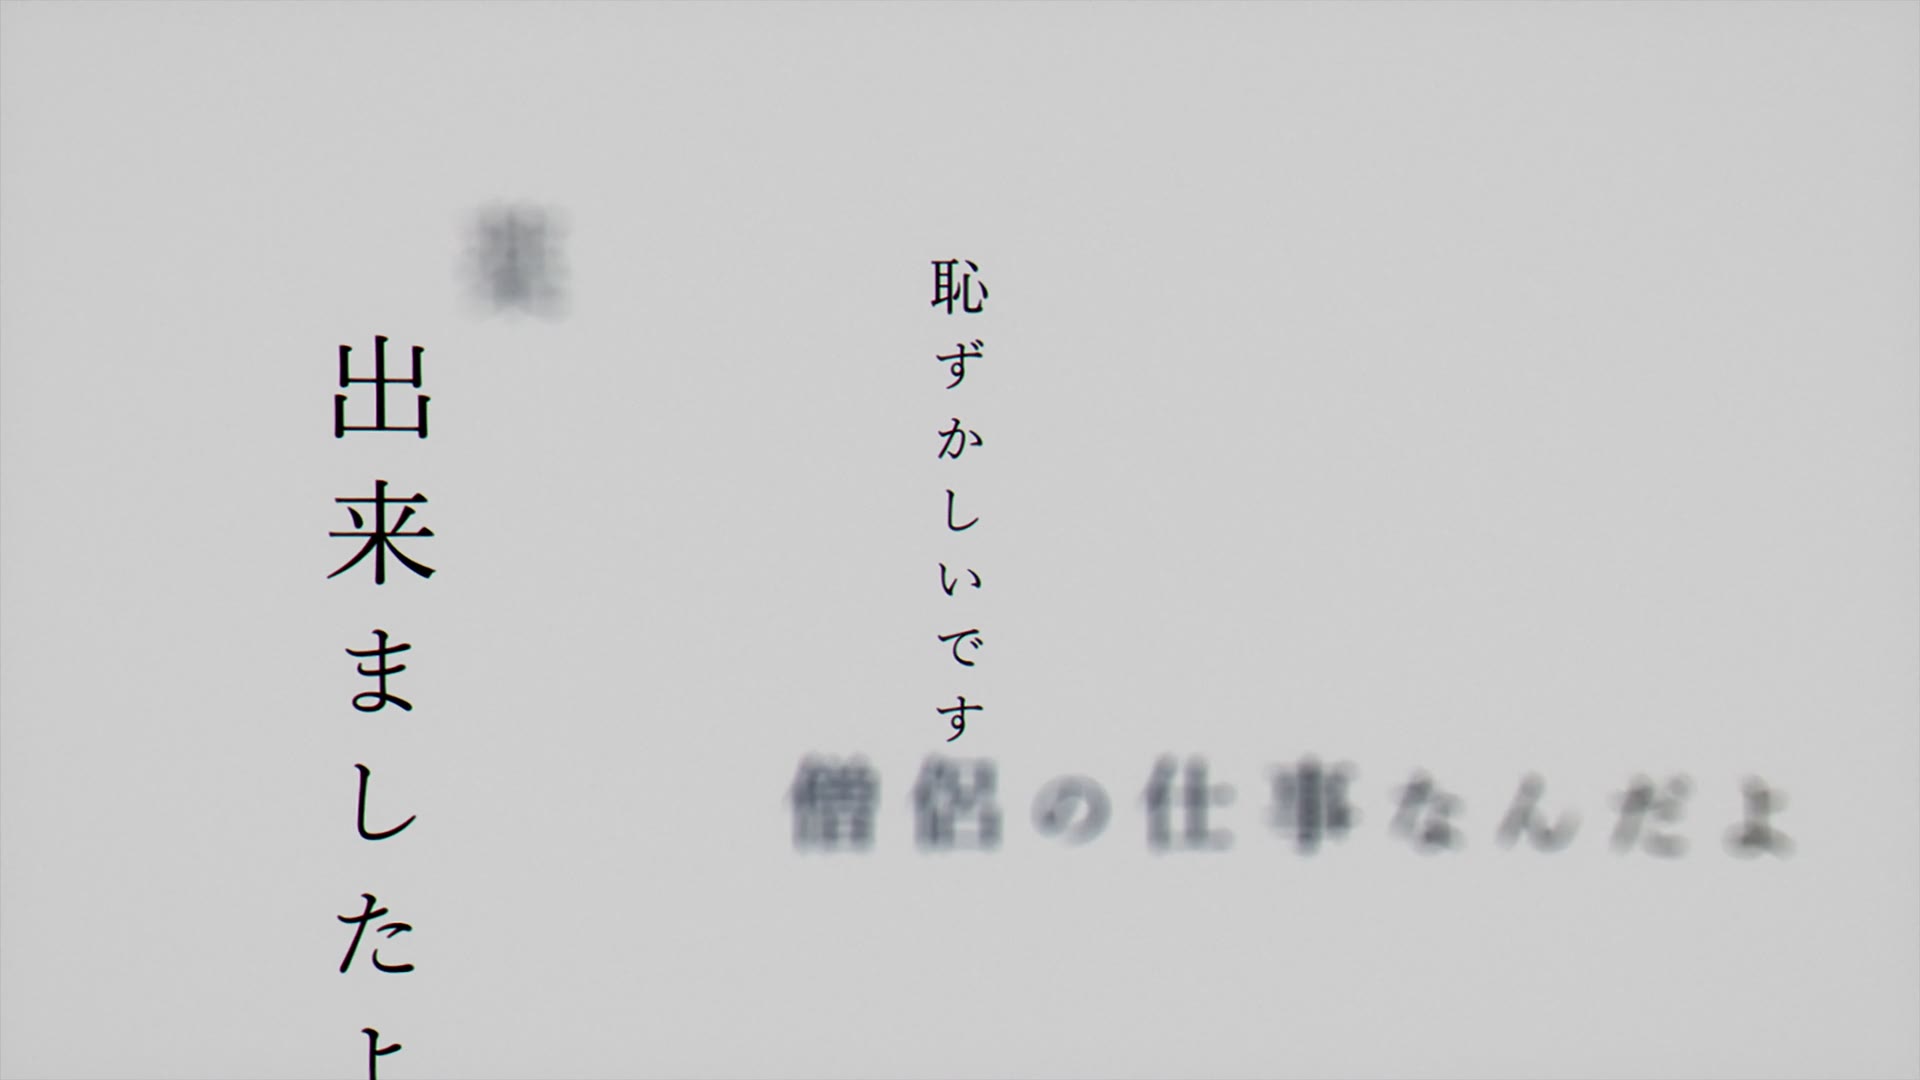 恥ずかしいです
出来ましたよ
僧侶の仕事なんだよ